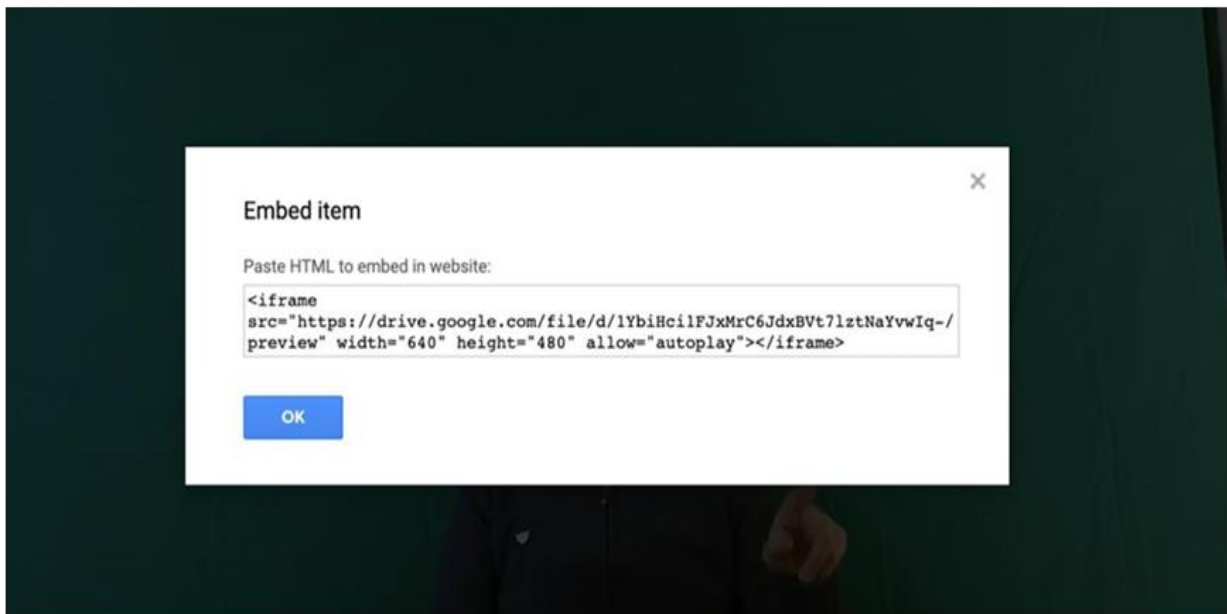 Embed item
Paste HTML to embed in website:
<iframe
src="https://drive.google.com/file/d/1YbiHci1FJxMrC6JdxBVt7lztNaYvwIq-/
preview" width="640" height="480" allow="autoplay"></iframe>
OK